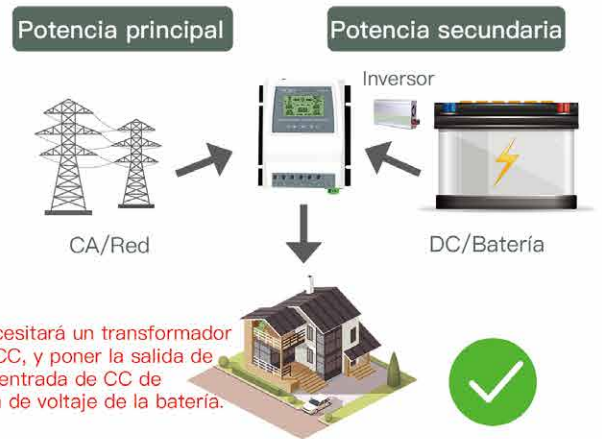 Potencia principal
Potencia secundaria
Inversor
CA/Red
DC/Batería
cesitará un transformador
CC, y poner la salida de
entrada de CC de
de voltaje de la batería.